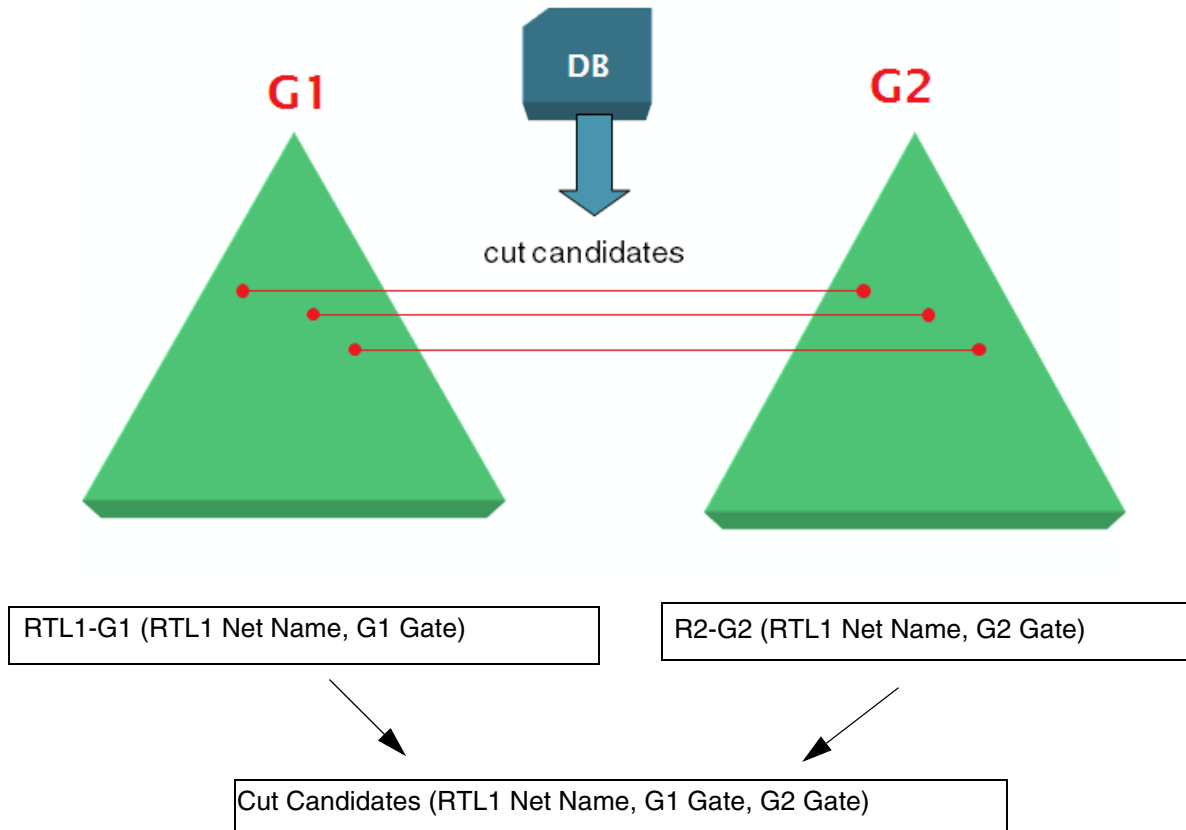 DB
G1
G2
cut candidates
RTL1-G1 (RTL1 Net Name, G1 Gate)
R2-G2 (RTL1 Net Name, G2 Gate)
Cut Candidates (RTL1 Net Name, G1 Gate, G2 Gate)